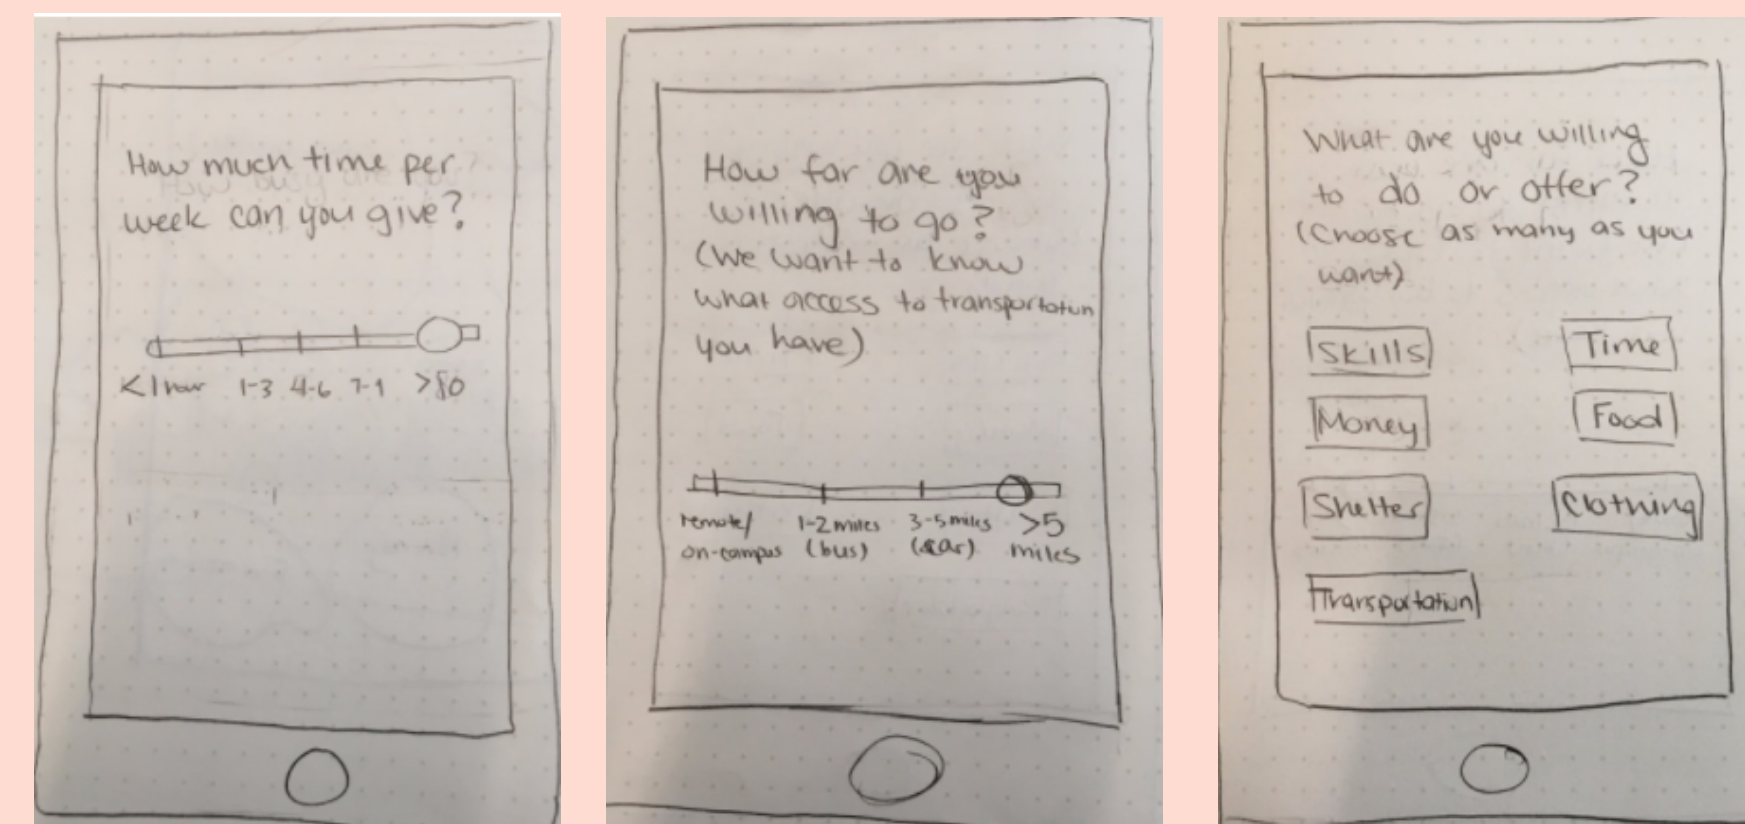 How much time per
week can you give?
<1 hour 1-3 4-6 7-9
How far are you
willing to go?
(We want to know
what access to transportation
you have)
remote/ 1-2 miles 3-5 miles >5
on-campus (bus) (car) miles
What are you willing
to do or offer?
(Choose as many as you
want)
Skills Time
Money Food
Shelter Clothing
Transportation